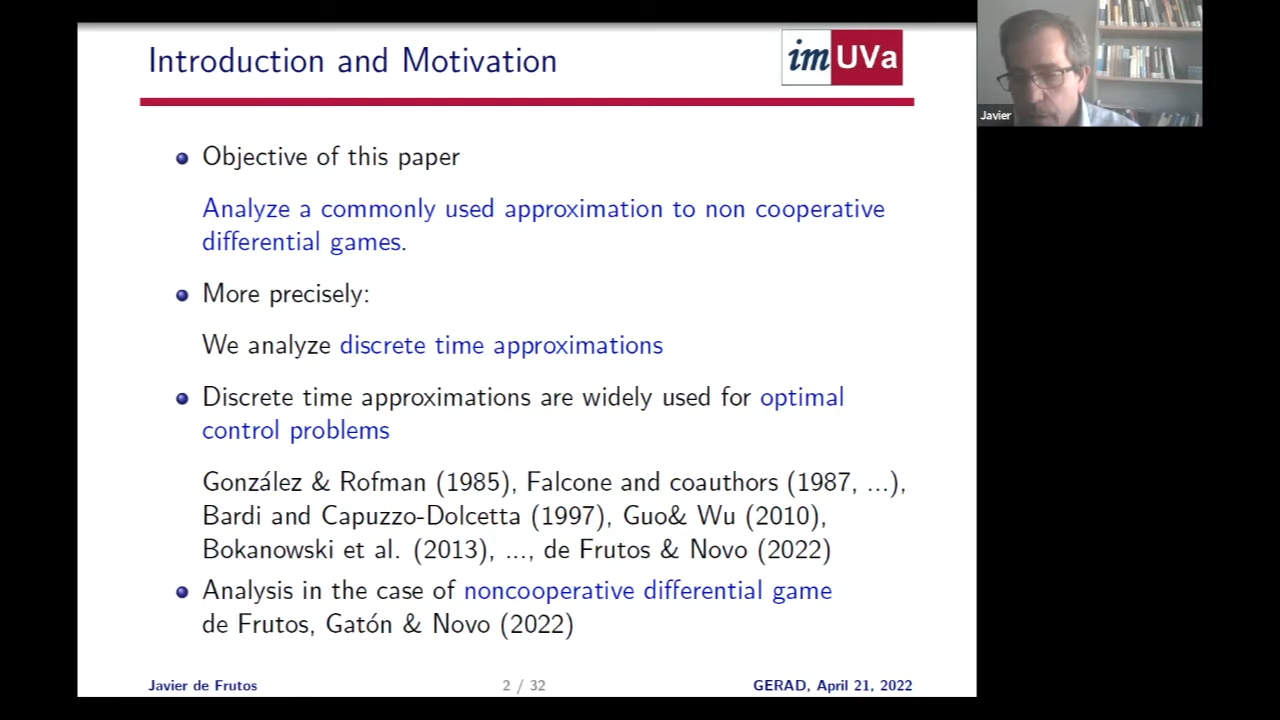 Introduction and Motivation
im UVa
Javier
Objective of this paper
Analyze a commonly used approximation to non cooperative
differential games.
More precisely:
We analyze discrete time approximations
Discrete time approximations are widely used for optimal
control problems
González & Rofman (1985), Falcone and coauthors (1987, ...),
Bardi and Capuzzo-Dolcetta (1997), Guo& Wu (2010),
Bokanowski et al. (2013), ..., de Frutos & Novo (2022)
Analysis in the case of noncooperative differential game
de Frutos, Gatón & Novo (2022)
Javier de Frutos
2 / 32
GERAD, April 21, 2022